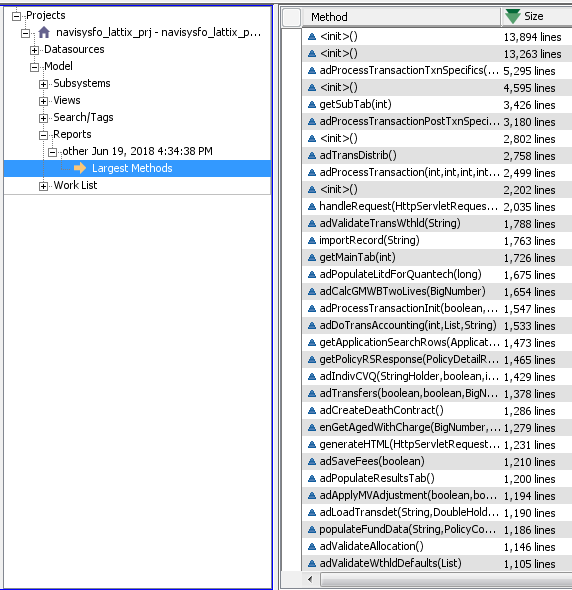 Projects
navisysfo_lattix_prj - navisysfo_lattix_p...
Datasources
Model
Subsystems
Views
Search/Tags
Reports
other Jun 19, 2018 4:34:38 PM
Largest Methods
Work List
Method Size
<init>() 13,894 lines
<init>() 13,263 lines
adProcessTransactionTxnSpecifics(... 5,295 lines
<init>() 4,595 lines
getSubTab(int) 3,426 lines
adProcessTransactionPostTxnSpeci... 3,180 lines
<init>() 2,802 lines
adTransDistrib() 2,758 lines
adProcessTransaction(int,int,int,int... 2,499 lines
<init>() 2,202 lines
handleRequest(HttpServletReques... 2,035 lines
adValidateTransWthld(String) 1,788 lines
importRecord(String) 1,763 lines
getMainTab(int) 1,726 lines
adPopulateLitdForQuantech(long) 1,675 lines
adCalcGMWBTwoLives(BigNumber) 1,654 lines
adProcessTransactionInit(boolean,... 1,547 lines
adDoTransAccounting(int,List,String) 1,533 lines
getApplicationSearchRows(Applicat... 1,473 lines
getPolicyRSResponse(PolicyDetailR... 1,465 lines
adIndivCVQ(StringHolder,boolean,i... 1,429 lines
adTransfers(boolean,boolean,BigN... 1,378 lines
adCreateDeathContract() 1,286 lines
enGetAgedWithCharge(BigNumber,... 1,279 lines
generateHTML(HttpServletRequest... 1,231 lines
adSaveFees(boolean) 1,210 lines
adPopulateResultsTab() 1,200 lines
adApplyMVAdjustment(boolean,bo... 1,194 lines
adLoadTransdet(String,DoubleHold... 1,190 lines
populateFundData(String,PolicyCo... 1,186 lines
adValidateAllocation() 1,146 lines
adValidateWthldDefaults(List) 1,105 lines